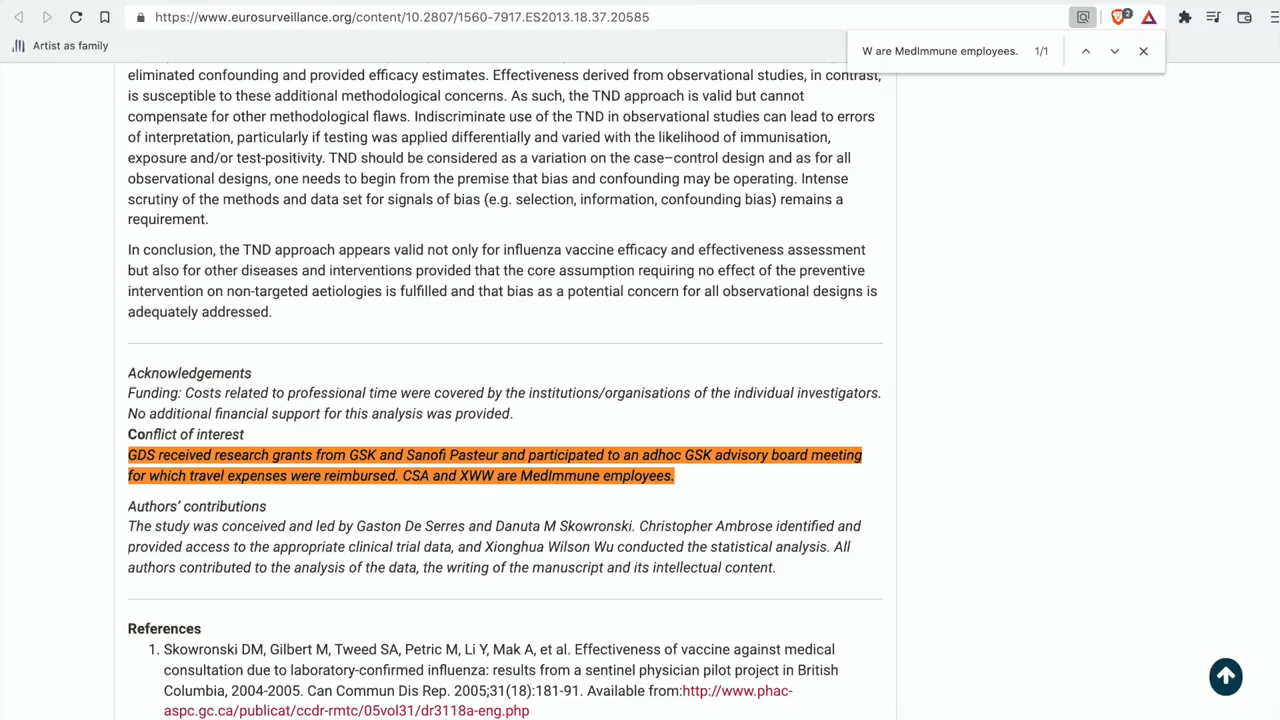 https://www.eurosurveillance.org/content/10.2807/1560-7917.ES2013.18.37.20585
2
Artist as family
W are MedImmune employees.
1/1
eliminated confounding and provided efficacy estimates. Effectiveness derived from observational studies, in contrast,
is susceptible to these additional methodological concerns. As such, the TND approach is valid but cannot
compensate for other methodological flaws. Indiscriminate use of the TND in observational studies can lead to errors
of interpretation, particularly if testing was applied differentially and varied with the likelihood of immunisation,
exposure and/or test-positivity. TND should be considered as a variation on the case–control design and as for all
observational designs, one needs to begin from the premise that bias and confounding may be operating. Intense
scrutiny of the methods and data set for signals of bias (e.g. selection, information, confounding bias) remains a
requirement.
In conclusion, the TND approach appears valid not only for influenza vaccine efficacy and effectiveness assessment
but also for other diseases and interventions provided that the core assumption requiring no effect of the preventive
intervention on non-targeted aetiologies is fulfilled and that bias as a potential concern for all observational designs is
adequately addressed.
Acknowledgements
Funding: Costs related to professional time were covered by the institutions/organisations of the individual investigators.
No additional financial support for this analysis was provided.
Conflict of interest
GDS received research grants from GSK and Sanofi Pasteur and participated to an adhoc GSK advisory board meeting
for which travel expenses were reimbursed. CSA and XWW are MedImmune employees.
Authors’ contributions
The study was conceived and led by Gaston De Serres and Danuta M Skowronski. Christopher Ambrose identified and
provided access to the appropriate clinical trial data, and Xionghua Wilson Wu conducted the statistical analysis. All
authors contributed to the analysis of the data, the writing of the manuscript and its intellectual content.
References
1. Skowronski DM, Gilbert M, Tweed SA, Petric M, Li Y, Mak A, et al. Effectiveness of vaccine against medical
consultation due to laboratory-confirmed influenza: results from a sentinel physician pilot project in British
Columbia, 2004-2005. Can Commun Dis Rep. 2005;31(18):181-91. Available from:http://www.phac-
aspc.gc.ca/publicat/ccdr-rmtc/05vol31/dr3118a-eng.php